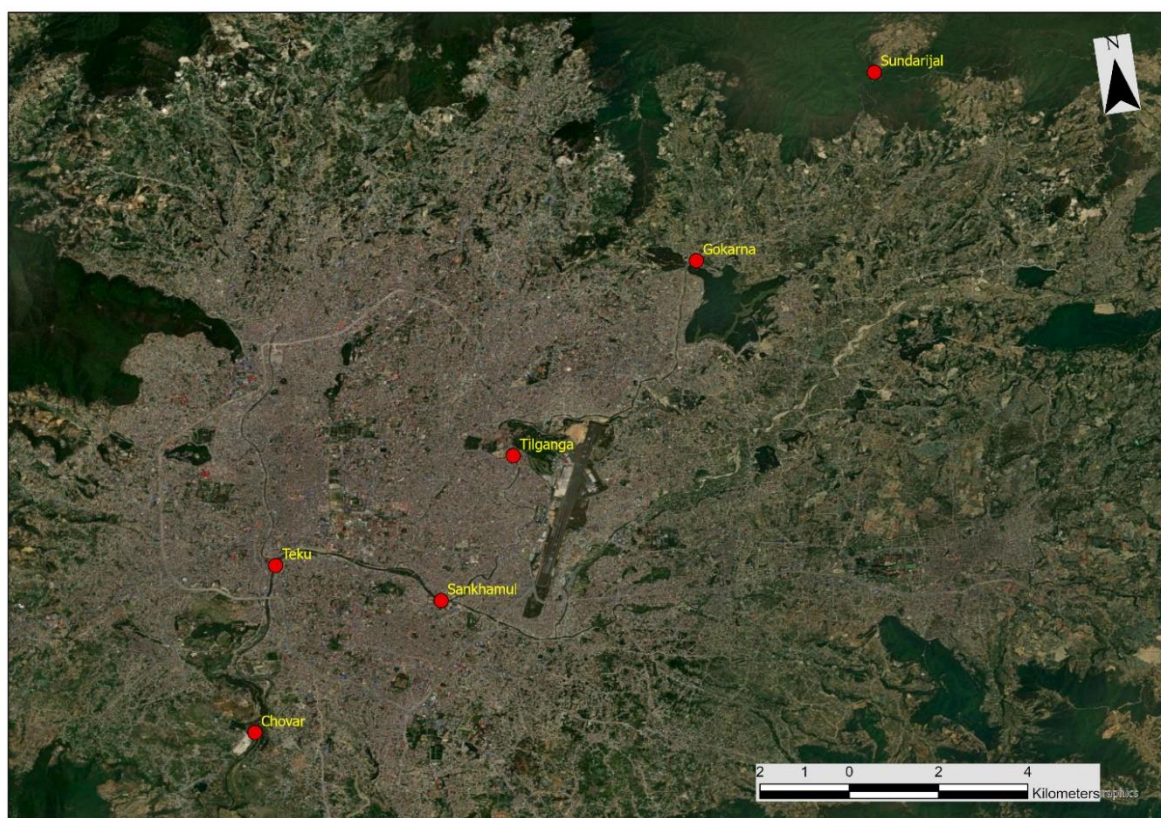 N
Sundarijal
Gokarna
Tilganga
Teku
Sankhamul
Chovar
2 1 0 2 4
Kilometers